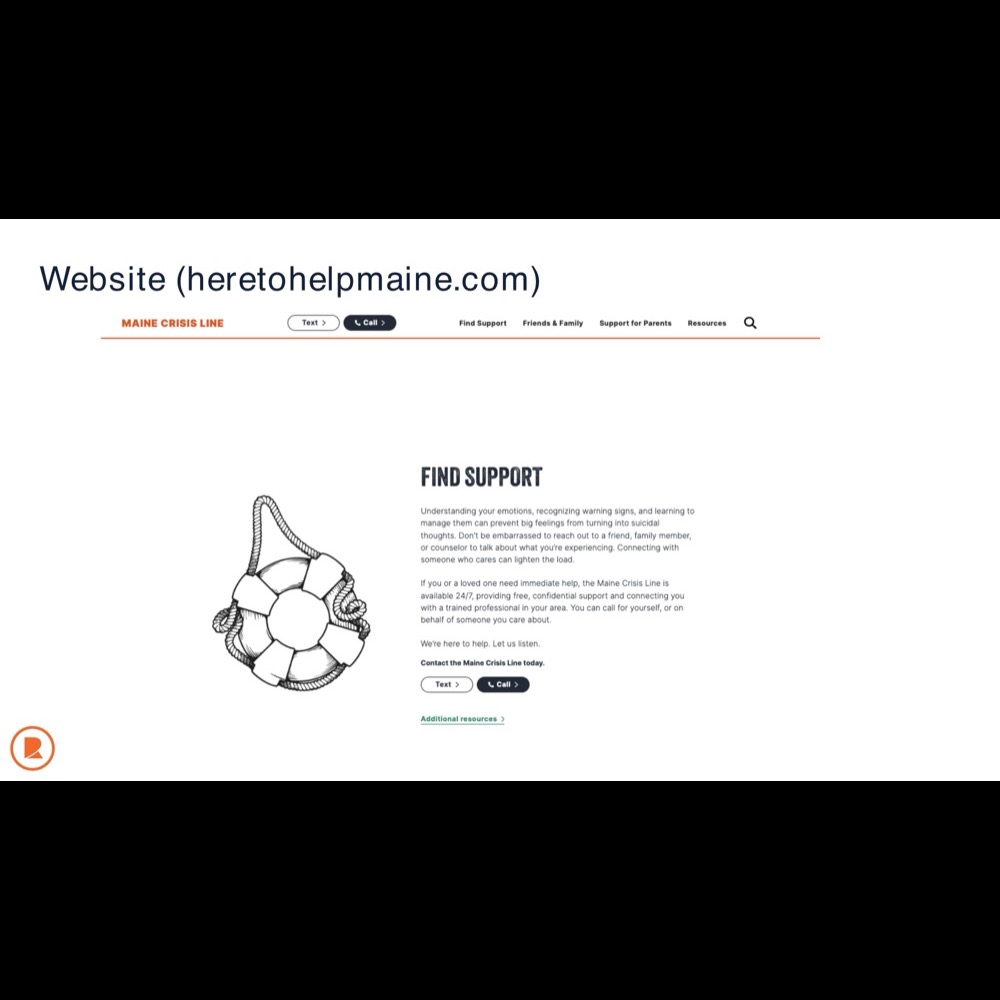 Website (heretohelpmaine.com)
MAINE CRISIS LINE
Text >
Call >
Find Support
Friends & Family
Support for Parents
Resources
FIND SUPPORT
Understanding your emotions, recognizing warning signs, and learning to
manage them can prevent big feelings from turning into suicidal
thoughts. Don't be embarrassed to reach out to a friend, family member,
or counselor to talk about what you're experiencing. Connecting with
someone who cares can lighten the load.
If you or a loved one need immediate help, the Maine Crisis Line is
available 24/7, providing free, confidential support and connecting you
with a trained professional in your area. You can call for yourself, or on
behalf of someone you care about.
We're here to help. Let us listen.
Contact the Maine Crisis Line today.
Text >
Call >
Additional resources >
R